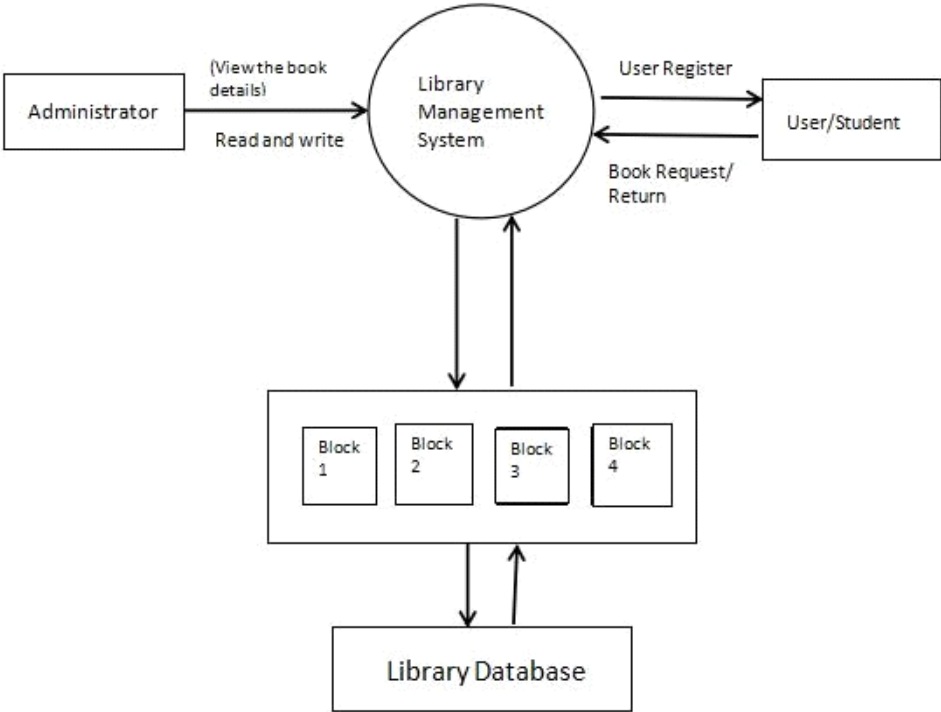 Administrator
(View the book
details)
Read and write
Library
Management
System
User Register
Book Request/
Return
User/Student
Block
1
Block
2
Block
3
Block
4
Library Database